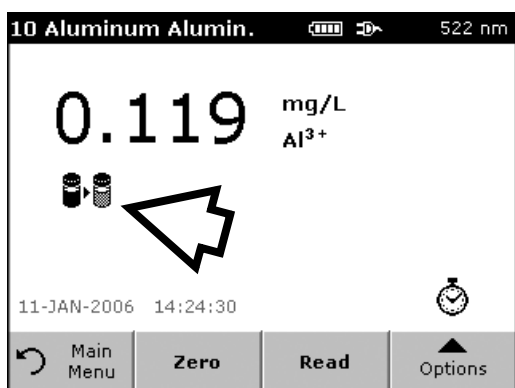 10 Aluminum Alumin. 522 nm
0.119 mg/L
Al³⁺
11-JAN-2006 14:24:30
Main Menu
Zero
Read
Options